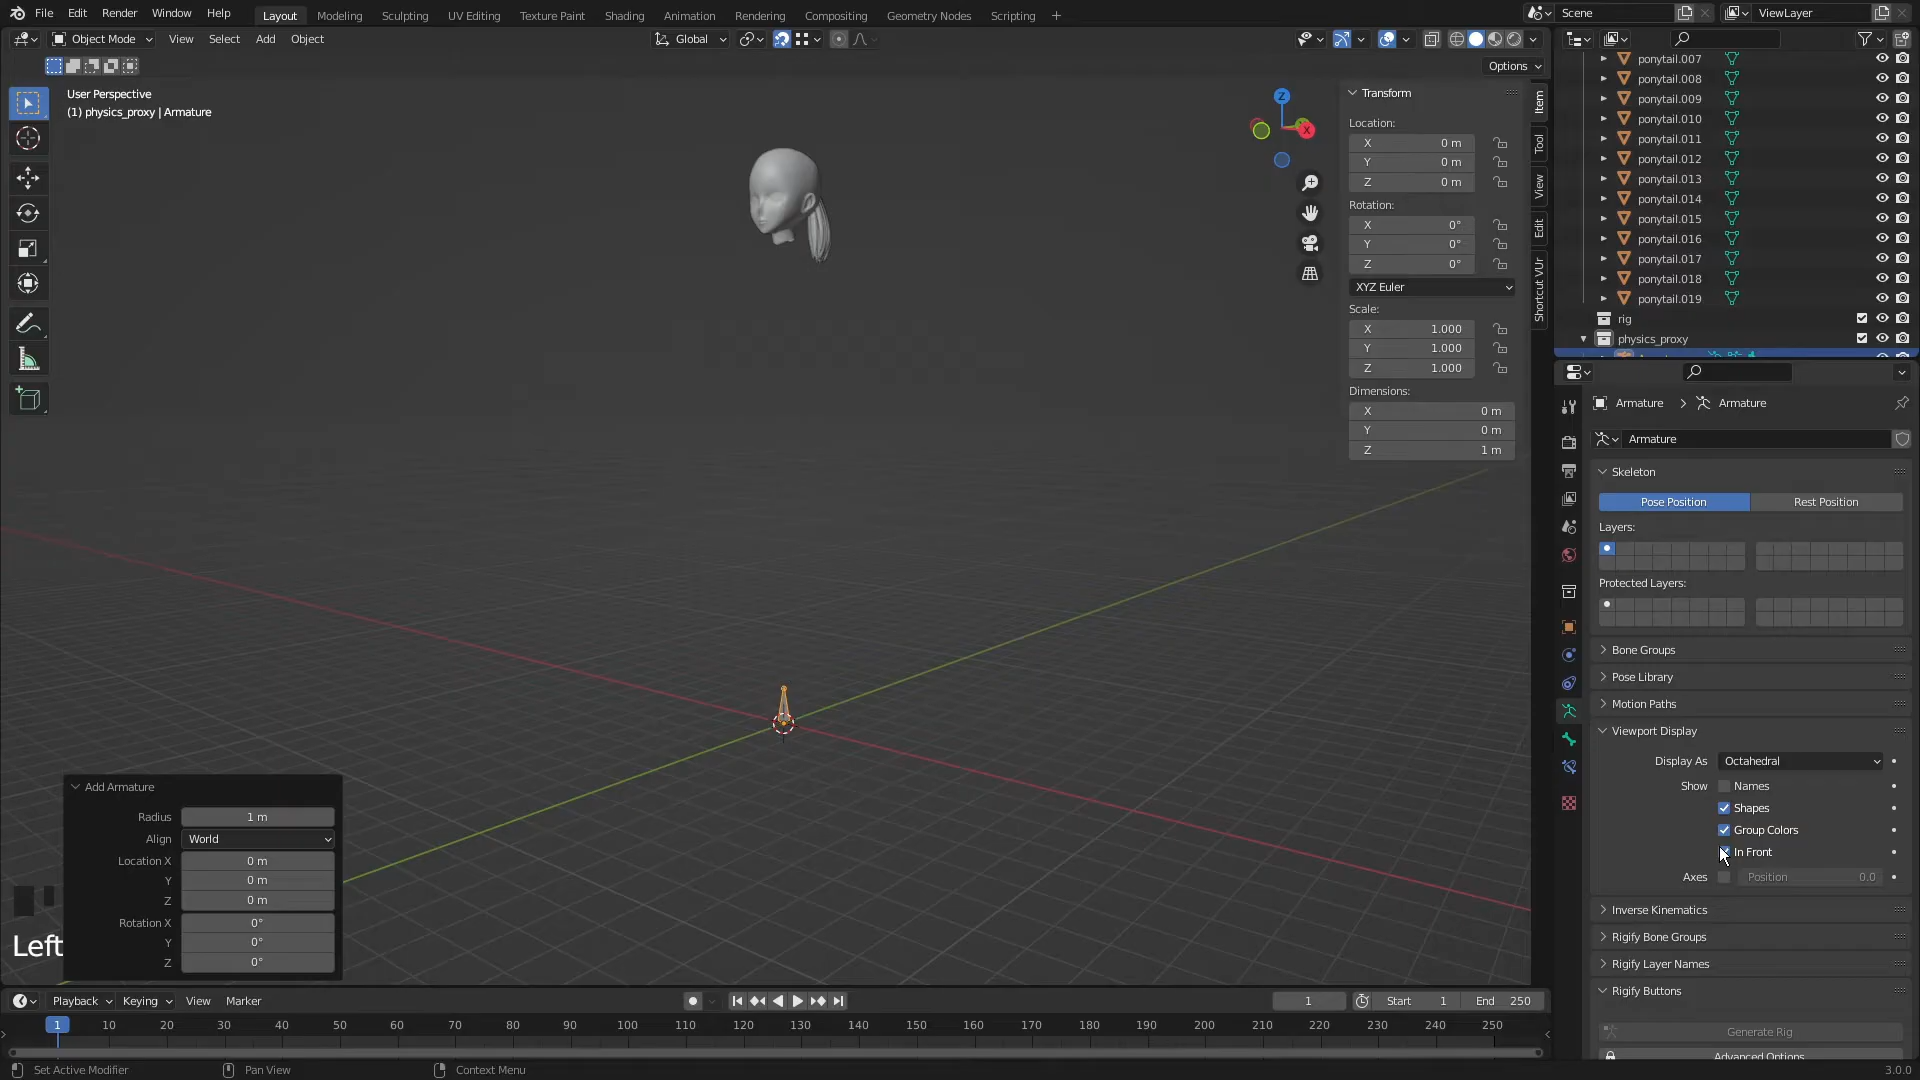 File Edit Render Window Help
Layout Modeling Sculpting UV Editing Texture Paint Shading Animation Rendering Compositing Geometry Nodes Scripting +
Scene
ViewLayer
Object Mode View Select Add Object
Global
Options
User Perspective
(1) physics_proxy | Armature
Z
X
Transform
Location:
X 0 m
Y 0 m
Z 0 m
Rotation:
X 0°
Y 0°
Z 0°
XYZ Euler
Scale:
X 1.000
Y 1.000
Z 1.000
Dimensions:
X 0 m
Y 0 m
Z 1 m
Item
Tool
View
Edit
Shortcut VUr
ponytail.007
ponytail.008
ponytail.009
ponytail.010
ponytail.011
ponytail.012
ponytail.013
ponytail.014
ponytail.015
ponytail.016
ponytail.017
ponytail.018
ponytail.019
rig
physics_proxy
Armature > Armature
Armature
Skeleton
Pose Position Rest Position
Layers:
Protected Layers:
Bone Groups
Pose Library
Motion Paths
Viewport Display
Display As Octahedral
Show Names
Shapes
Group Colors
In Front
Axes Position 0.0
Inverse Kinematics
Rigify Bone Groups
Rigify Layer Names
Rigify Buttons
Generate Rig
Advanced Options
Add Armature
Radius 1 m
Align World
Location X 0 m
Y 0 m
Z 0 m
Rotation X 0°
Y 0°
Z 0°
Left
Playback Keying View Marker
1 Start 1 End 250
1 10 20 30 40 50 60 70 80 90 100 110 120 130 140 150 160 170 180 190 200 210 220 230 240 250
Set Active Modifier Pan View Context Menu 3.0.0